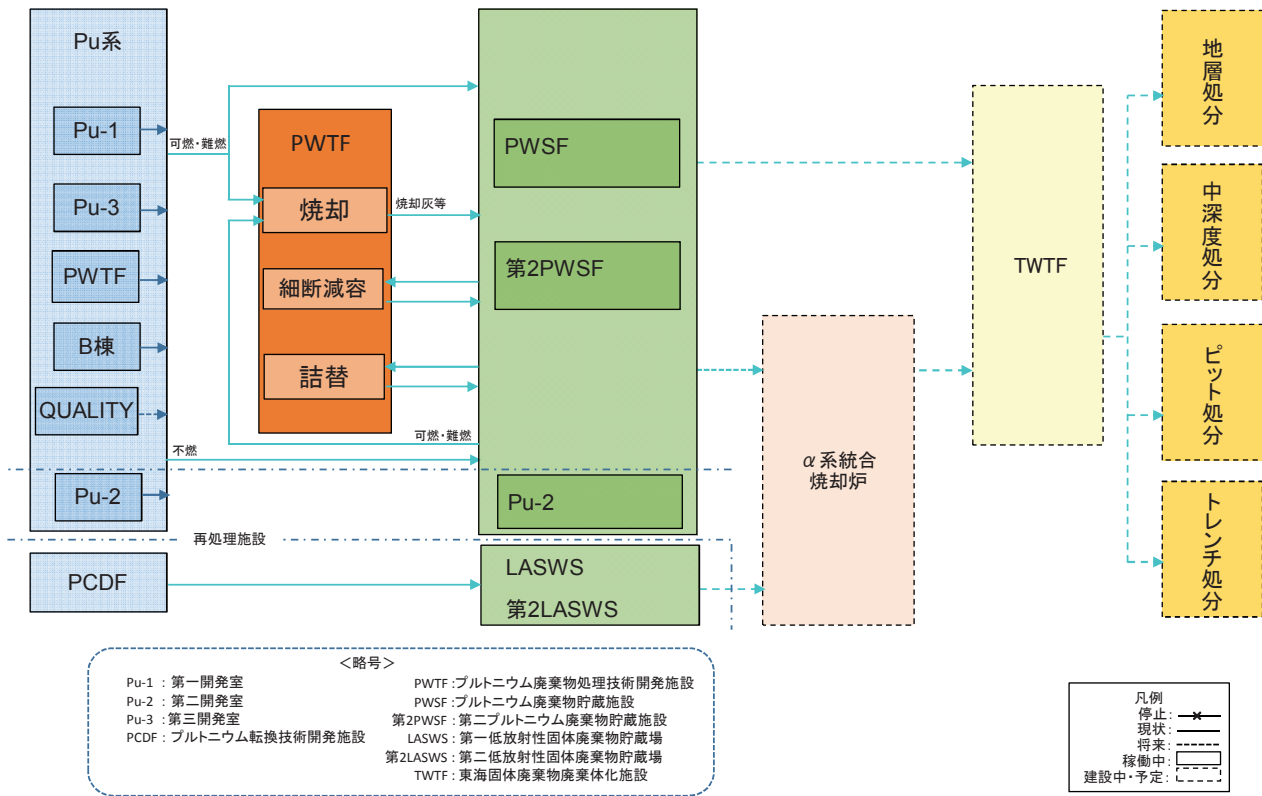 Pu系
Pu-1
Pu-3
PWTF
B棟
QUALITY
Pu-2
可燃・難燃
PWTF
焼却
細断減容
詰替
焼却灰等
可燃・難燃
不燃
PWSF
第2PWSF
Pu-2
再処理施設
PCDF
LASWS
第2LASWS
α系統合
焼却炉
TWTF
地層処分
中深度処分
ピット処分
トレンチ処分
＜略号＞
Pu-1 : 第一開発室
Pu-2 : 第二開発室
Pu-3 : 第三開発室
PCDF : プルトニウム転換技術開発施設
PWTF :プルトニウム廃棄物処理技術開発施設
PWSF : プルトニウム廃棄物貯蔵施設
第2PWSF : 第二プルトニウム廃棄物貯蔵施設
LASWS : 第一低放射性固体廃棄物貯蔵場
第2LASWS : 第二低放射性固体廃棄物貯蔵場
TWTF : 東海固体廃棄物廃棄体化施設
凡例
停止:
現状:
将来:
稼働中:
建設中・予定: